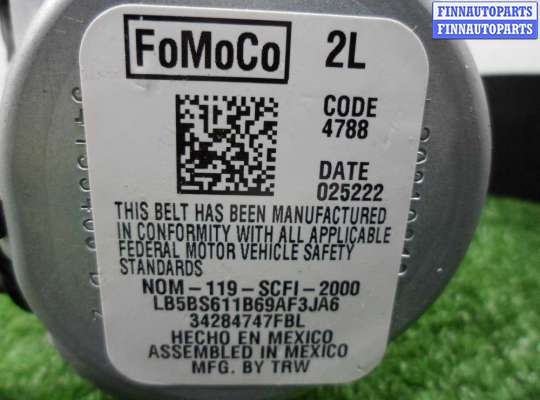 FINNAUTOPARTS
FINNAUTOPARTS
FoMoCo 2L
CODE
4788
DATE
025222
THIS BELT HAS BEEN MANUFACTURED
IN CONFORMITY WITH ALL APPLICABLE
FEDERAL MOTOR VEHICLE SAFETY
STANDARDS
NOM-119-SCFI-2000
LB5BS611B69AF3JA6
34284747FBL
HECHO EN MEXICO
ASSEMBLED IN MEXICO
MFG. BY TRW